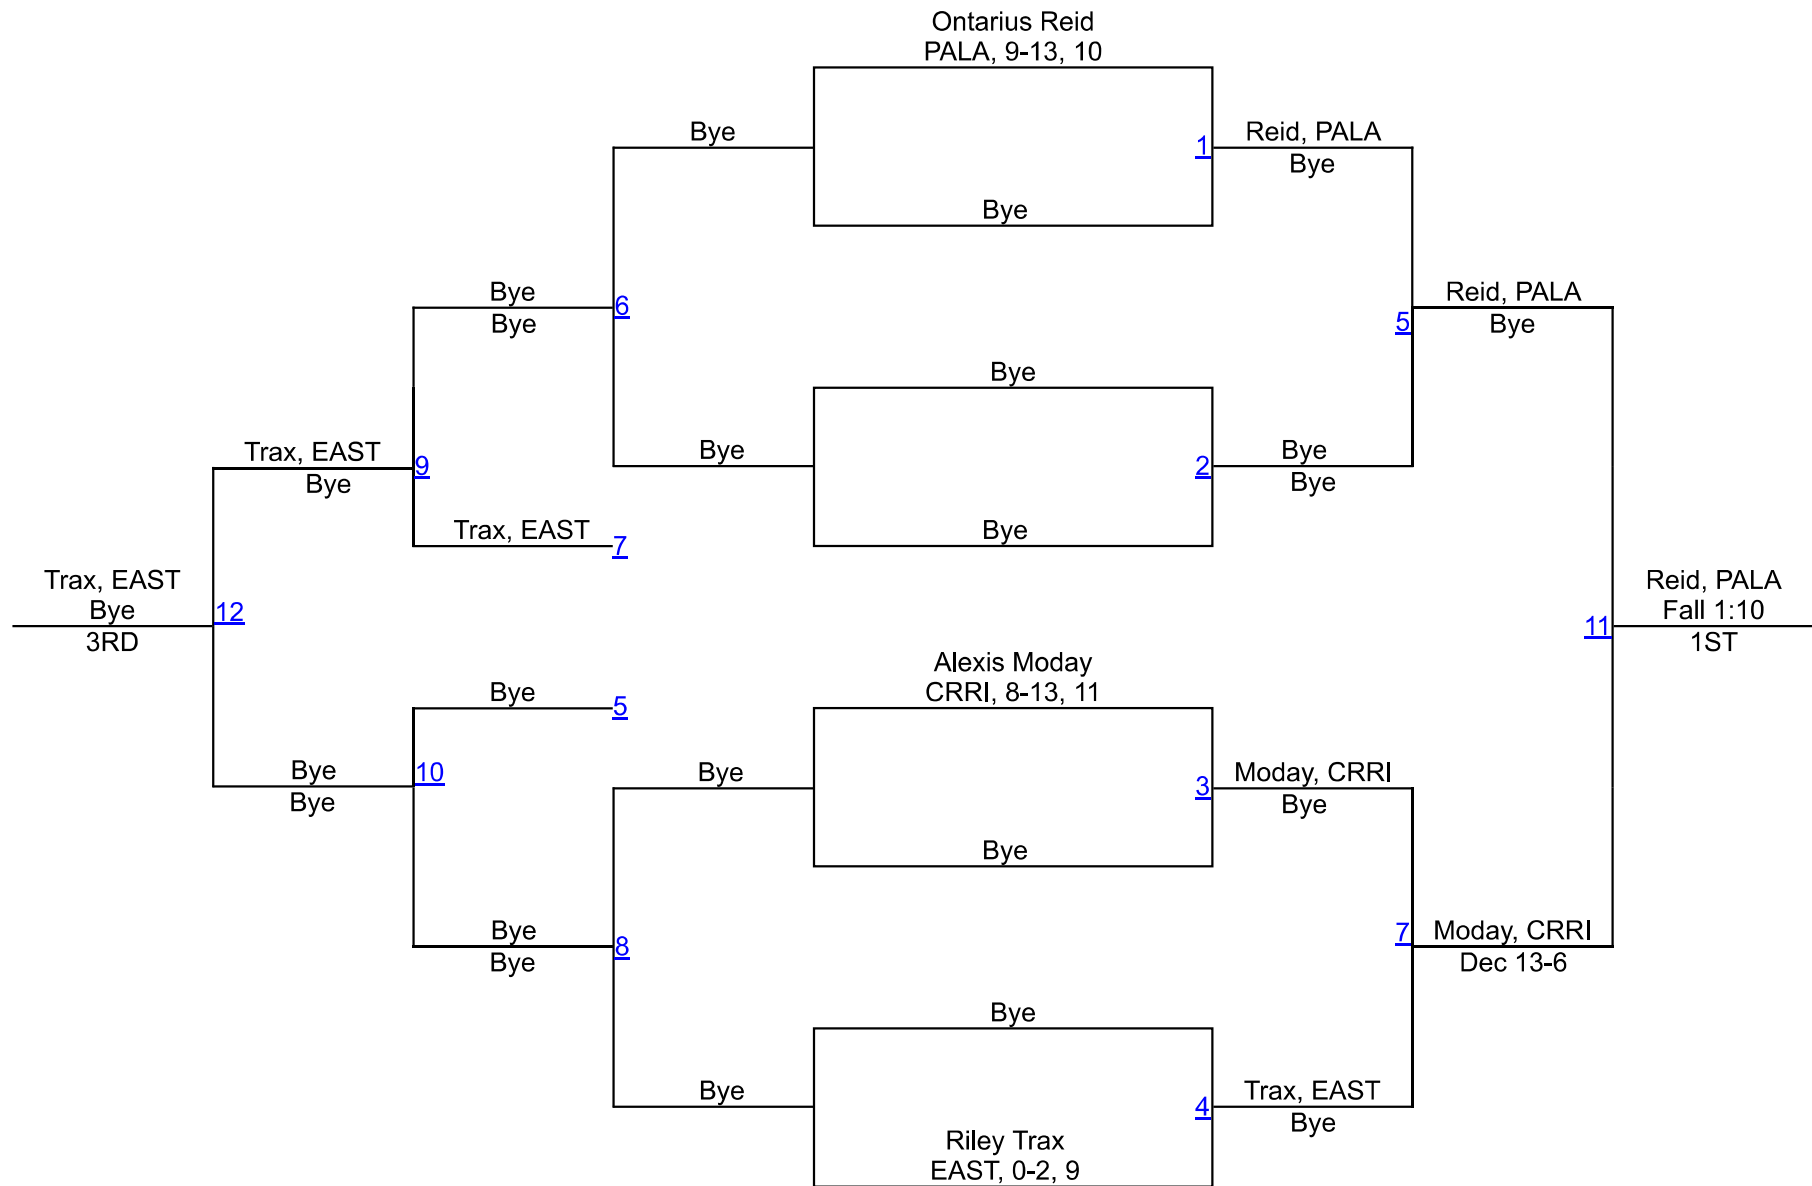 Ontarius Reid
PALA, 9-13, 10
Bye
1
Reid, PALA
Bye
Bye
Bye
Bye
6
Reid, PALA
Bye
5
Bye
Bye
2
Bye
Bye
Bye
Trax, EAST
Bye
9
Trax, EAST
7
Trax, EAST
Bye
3RD
12
11
Reid, PALA
Fall 1:10
1ST
Alexis Moday
CRRI, 8-13, 11
Bye
5
Bye
Bye
10
Bye
3
Moday, CRRI
Bye
Bye
Bye
Bye
8
7
Moday, CRRI
Dec 13-6
Bye
Bye
4
Trax, EAST
Bye
Riley Trax
EAST, 0-2, 9